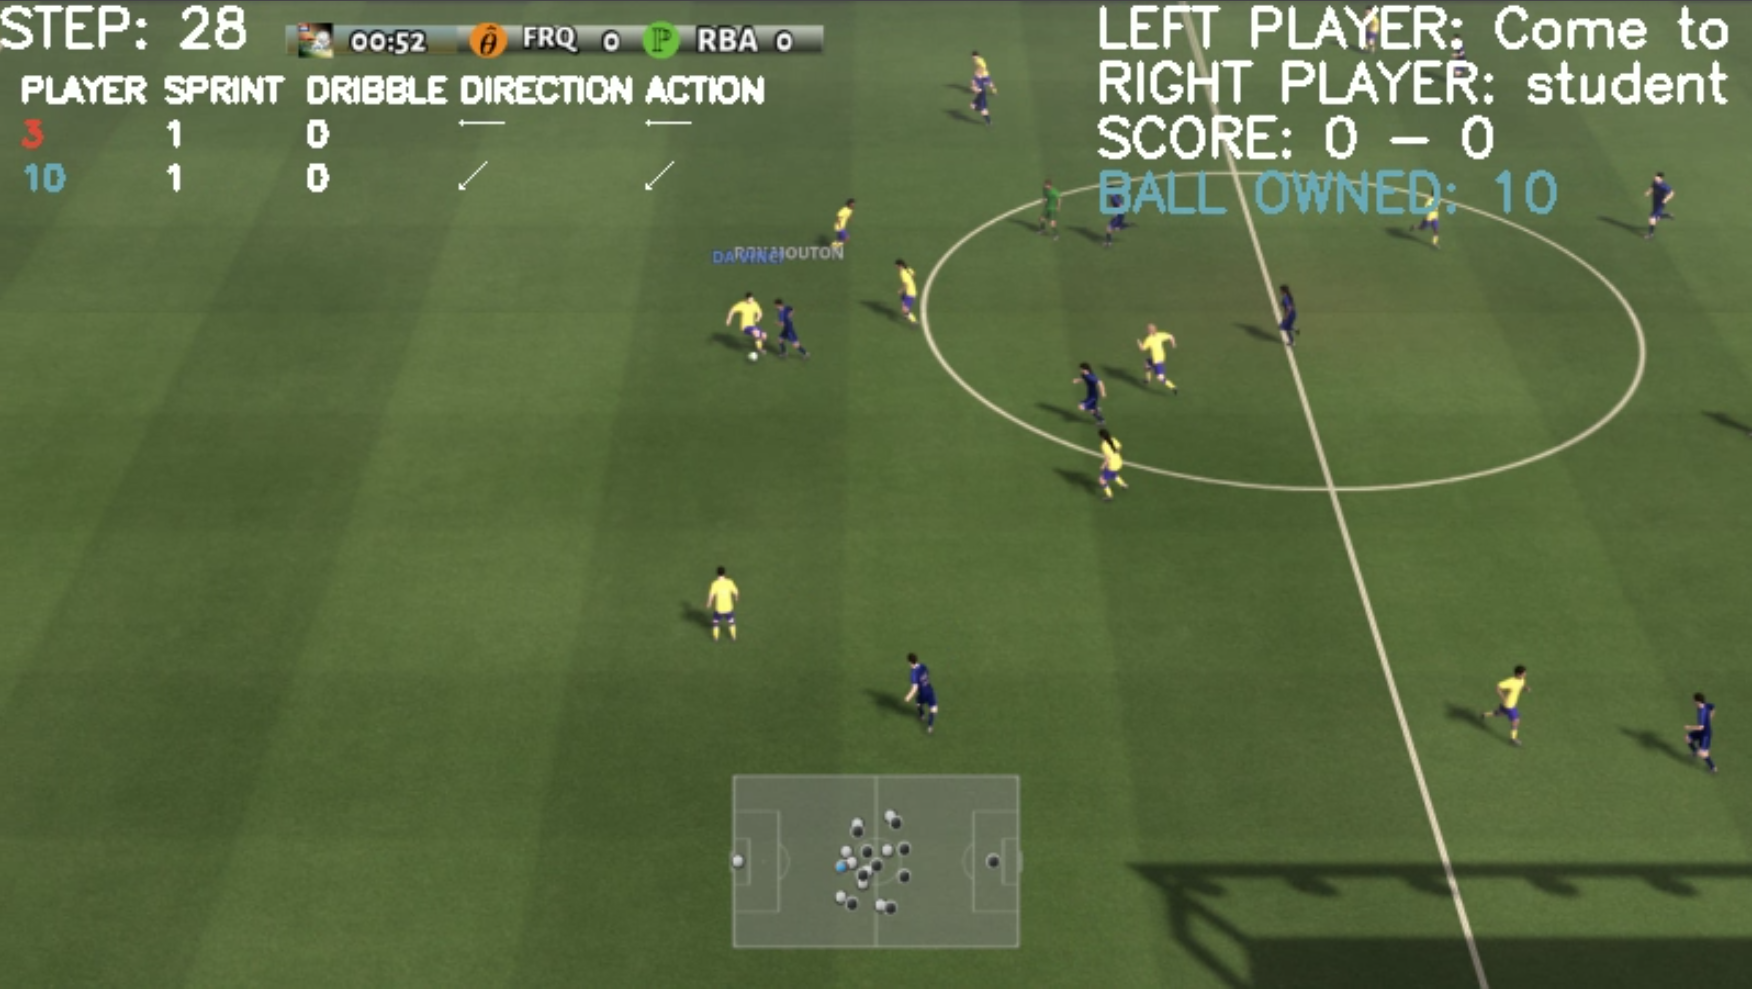 STEP: 28
00:52 FRQ 0 P RBA 0
LEFT PLAYER: Come to
RIGHT PLAYER: student
SCORE: 0 - 0
BALL OWNED: 10
PLAYER SPRINT DRIBBLE DIRECTION ACTION
3 1 0 ← ←
10 1 0 ↙ ↙
MOUTON